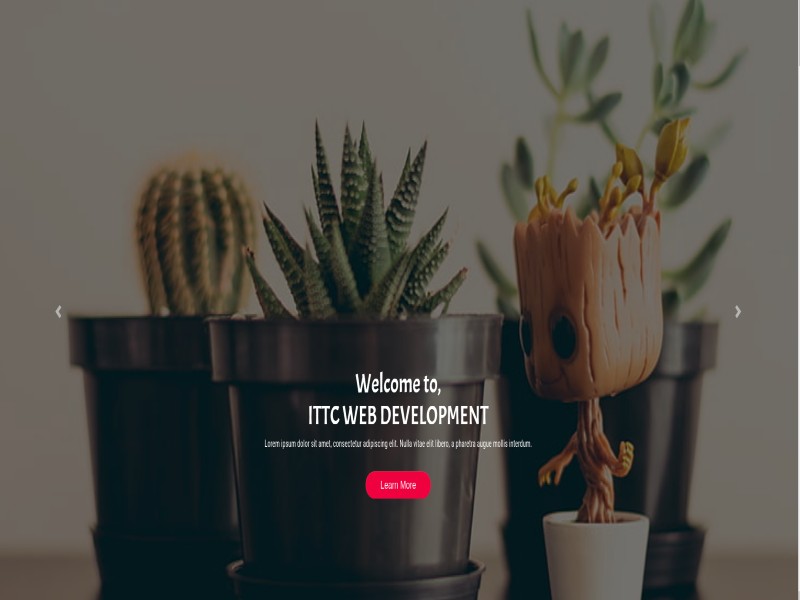 Welcome to,
ITTC WEB DEVELOPMENT
Lorem ipsum dolor sit amet, consectetur adipiscing elit. Nulla vitae elit libero, a pharetra augue mollis interdum.
Learn More